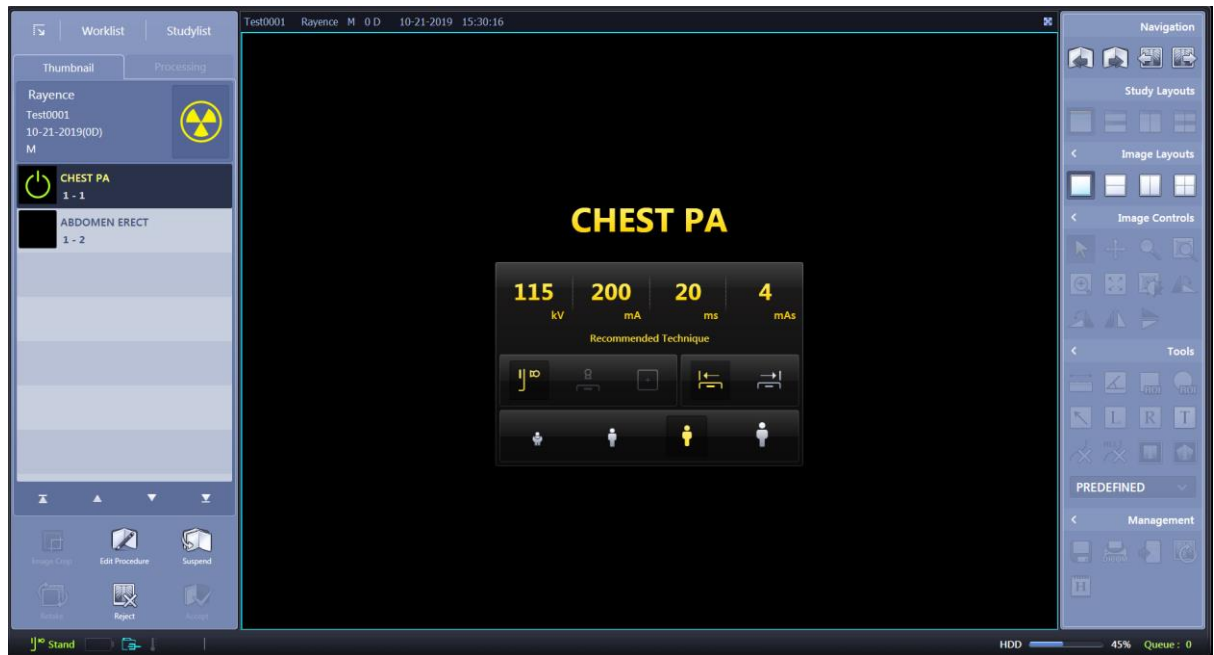 Worklist Studylist
Thumbnail Processing
Rayence
Test0001
10-21-2019(0D)
M
CHEST PA
1 - 1
ABDOMEN ERECT
1 - 2
Image Crop Edit Procedure Suspend
Retake Reject Accept
Test0001 Rayence M 0 D 10-21-2019 15:30:16
CHEST PA
115 200 20 4
kV mA ms mAs
Recommended Technique
Navigation
Study Layouts
Image Layouts
Image Controls
Tools
ROI ROI
L R T
PREDEFINED
Management
H
Stand
HDD 45% Queue : 0